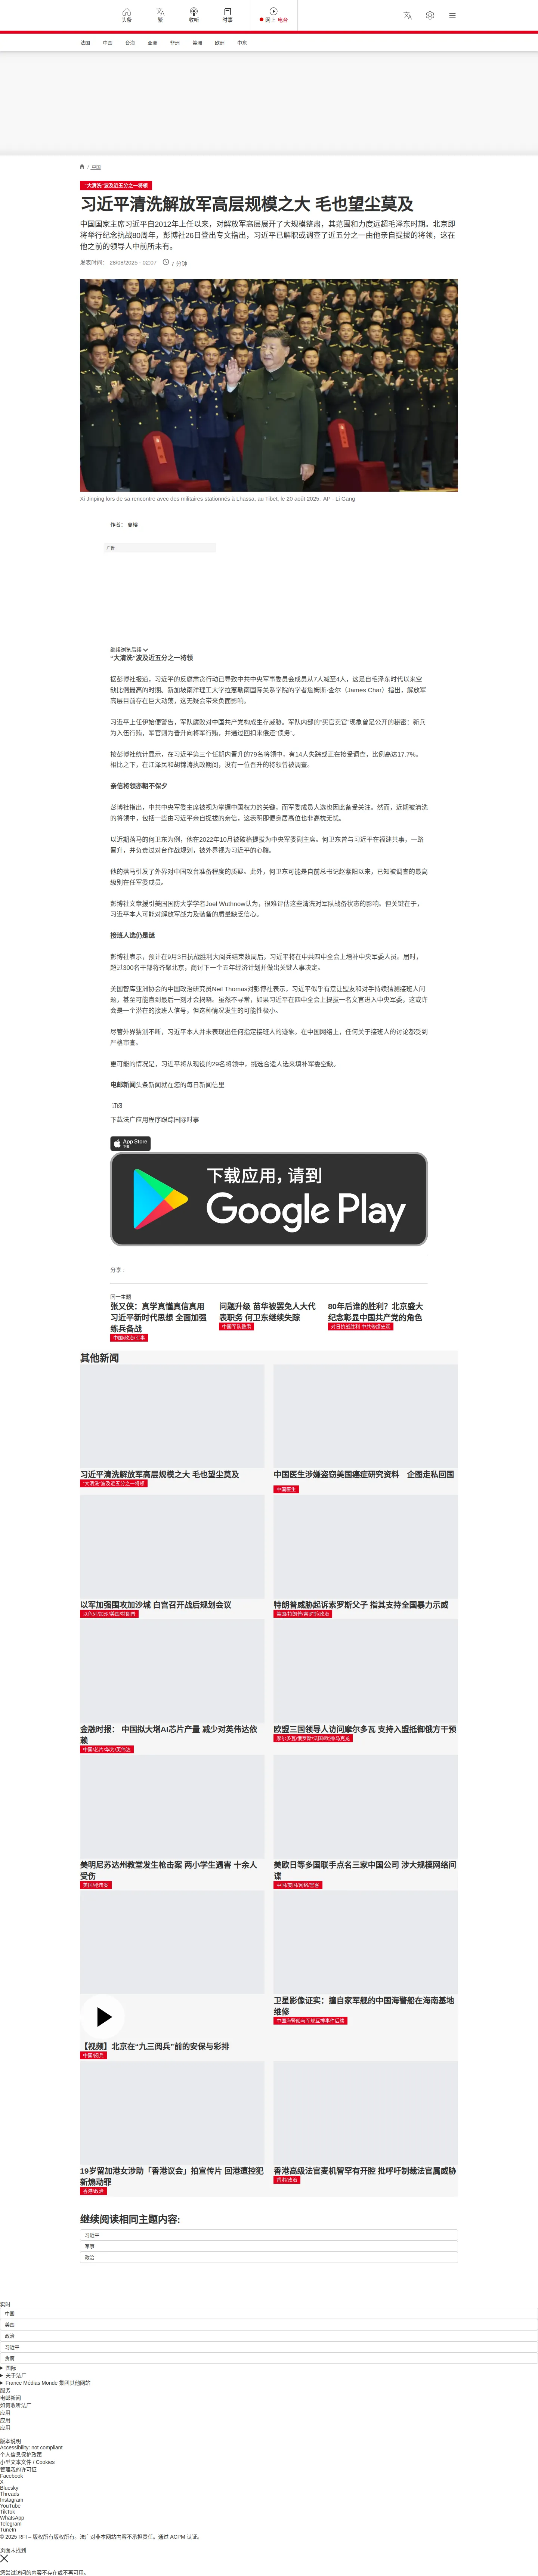 头条
繁
收听
时事
网上 电台
法国
中国
台海
亚洲
非洲
美洲
欧洲
中东
/ 中国
“大清洗”波及近五分之一将领
习近平清洗解放军高层规模之大 毛也望尘莫及
中国国家主席习近平自2012年上任以来，对解放军高层展开了大规模整肃，其范围和力度远超毛泽东时期。北京即
将举行纪念抗战80周年，彭博社26日登出专文指出，习近平已解职或调查了近五分之一由他亲自提拔的将领，这在
他之前的领导人中前所未有。
发表时间： 28/08/2025 - 02:07
7 分钟
Xi Jinping lors de sa rencontre avec des militaires stationnés à Lhassa, au Tibet, le 20 août 2025. AP - Li Gang
作者： 夏榕
广告
继续浏览后续
“大清洗”波及近五分之一将领
据彭博社报道，习近平的反腐肃贪行动已导致中共中央军事委员会成员从7人减至4人，这是自毛泽东时代以来空
缺比例最高的时期。新加坡南洋理工大学拉惹勒南国际关系学院的学者詹姆斯·查尔（James Char）指出，解放军
高层目前存在巨大动荡，这无疑会带来负面影响。
习近平上任伊始便警告，军队腐败对中国共产党构成生存威胁。军队内部的“买官卖官”现象曾是公开的秘密：新兵
为入伍行贿，军官则为晋升向将军行贿，并通过回扣来偿还“债务”。
按彭博社统计显示，在习近平第三个任期内晋升的79名将领中，有14人失踪或正在接受调查，比例高达17.7%。
相比之下，在江泽民和胡锦涛执政期间，没有一位晋升的将领曾被调查。
亲信将领亦朝不保夕
彭博社指出，中共中央军委主席被视为掌握中国权力的关键，而军委成员人选也因此备受关注。然而，近期被清洗
的将领中，包括一些由习近平亲自提拔的亲信，这表明即便身居高位也非高枕无忧。
以近期落马的何卫东为例，他在2022年10月被破格提拔为中央军委副主席。何卫东曾与习近平在福建共事，一路
晋升，并负责过对台作战规划，被外界视为习近平的心腹。
他的落马引发了外界对中国攻台准备程度的质疑。此外，何卫东可能是自前总书记赵紫阳以来，已知被调查的最高
级别在任军委成员。
彭博社文章援引美国国防大学学者Joel Wuthnow认为，很难评估这些清洗对军队战备状态的影响。但关键在于，
习近平本人可能对解放军战力及装备的质量缺乏信心。
接班人选仍是谜
彭博社表示，预计在9月3日抗战胜利大阅兵结束数周后，习近平将在中共四中全会上增补中央军委人员。届时，
超过300名干部将齐聚北京，商讨下一个五年经济计划并做出关键人事决定。
美国智库亚洲协会的中国政治研究员Neil Thomas对彭博社表示，习近平似乎有意让盟友和对手持续猜测接班人问
题，甚至可能直到最后一刻才会揭晓。虽然不寻常，如果习近平在四中全会上提拔一名文官进入中央军委，这或许
会是一个潜在的接班人信号，但这种情况发生的可能性极小。
尽管外界猜测不断，习近平本人并未表现出任何指定接班人的迹象。在中国网络上，任何关于接班人的讨论都受到
严格审查。
更可能的情况是，习近平将从现役的29名将领中，挑选合适人选来填补军委空缺。
电邮新闻头条新闻就在您的每日新闻信里
订阅
下载法广应用程序跟踪国际时事
App Store
下载
下载应用，请到
Google Play
分享 :
同一主题
张又侠：真学真懂真信真用
习近平新时代思想 全面加强
练兵备战
中国/政治/军事
问题升级 苗华被罢免人大代
表职务 何卫东继续失踪
中国军队整肃
80年后谁的胜利？北京盛大
纪念彰显中国共产党的角色
对日抗战胜利 中共修缮史观
其他新闻
习近平清洗解放军高层规模之大 毛也望尘莫及
“大清洗”波及近五分之一将领
中国医生涉嫌盗窃美国癌症研究资料 企图走私回国
中国医生
以军加强围攻加沙城 白宫召开战后规划会议
以色列/加沙/美国/特朗普
特朗普威胁起诉索罗斯父子 指其支持全国暴力示威
美国/特朗普/索罗斯/政治
金融时报： 中国拟大增AI芯片产量 减少对英伟达依
赖
中国/芯片/华为/英伟达
欧盟三国领导人访问摩尔多瓦 支持入盟抵御俄方干预
摩尔多瓦/俄罗斯/法国/欧洲/马克龙
美明尼苏达州教堂发生枪击案 两小学生遇害 十余人
受伤
美国/枪击案
美欧日等多国联手点名三家中国公司 涉大规模网络间
谍
中国/美国/网络/黑客
【视频】北京在“九三阅兵”前的安保与彩排
中国/阅兵
卫星影像证实：撞自家军舰的中国海警船在海南基地
维修
中国海警船与军舰互撞事件后续
19岁留加港女涉助「香港议会」拍宣传片 回港遭控犯
新煽动罪
香港/政治
香港高级法官麦机智罕有开腔 批呼吁制裁法官属威胁
香港/政治
继续阅读相同主题内容:
习近平
军事
政治
实时
中国
美国
政治
习近平
贪腐
国际
关于法广
France Médias Monde 集团其他网站
服务
电邮新闻
如何收听法广
应用
应用
应用
版本说明
Accessibility: not compliant
个人信息保护政策
小型文本文件 / Cookies
管理我的许可证
Facebook
X
Bluesky
Threads
Instagram
YouTube
TikTok
WhatsApp
Telegram
TuneIn
© 2025 RFI – 版权所有版权所有。法广对非本网站内容不承担责任。通过 ACPM 认证。
页面未找到
您尝试访问的内容不存在或不再可用。